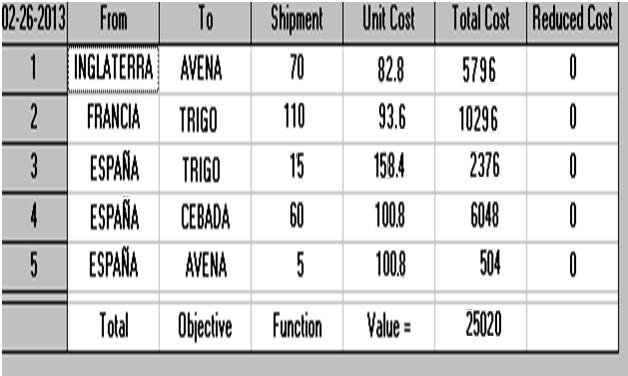 02-26-2013 From To Shipment Unit Cost Total Cost Reduced Cost
1 INGLATERRA AVENA 70 82.8 5796 0
2 FRANCIA TRIGO 110 93.6 10296 0
3 ESPAÑA TRIGO 15 158.4 2376 0
4 ESPAÑA CEBADA 60 100.8 6048 0
5 ESPAÑA AVENA 5 100.8 504 0
Total Objective Function Value = 25020